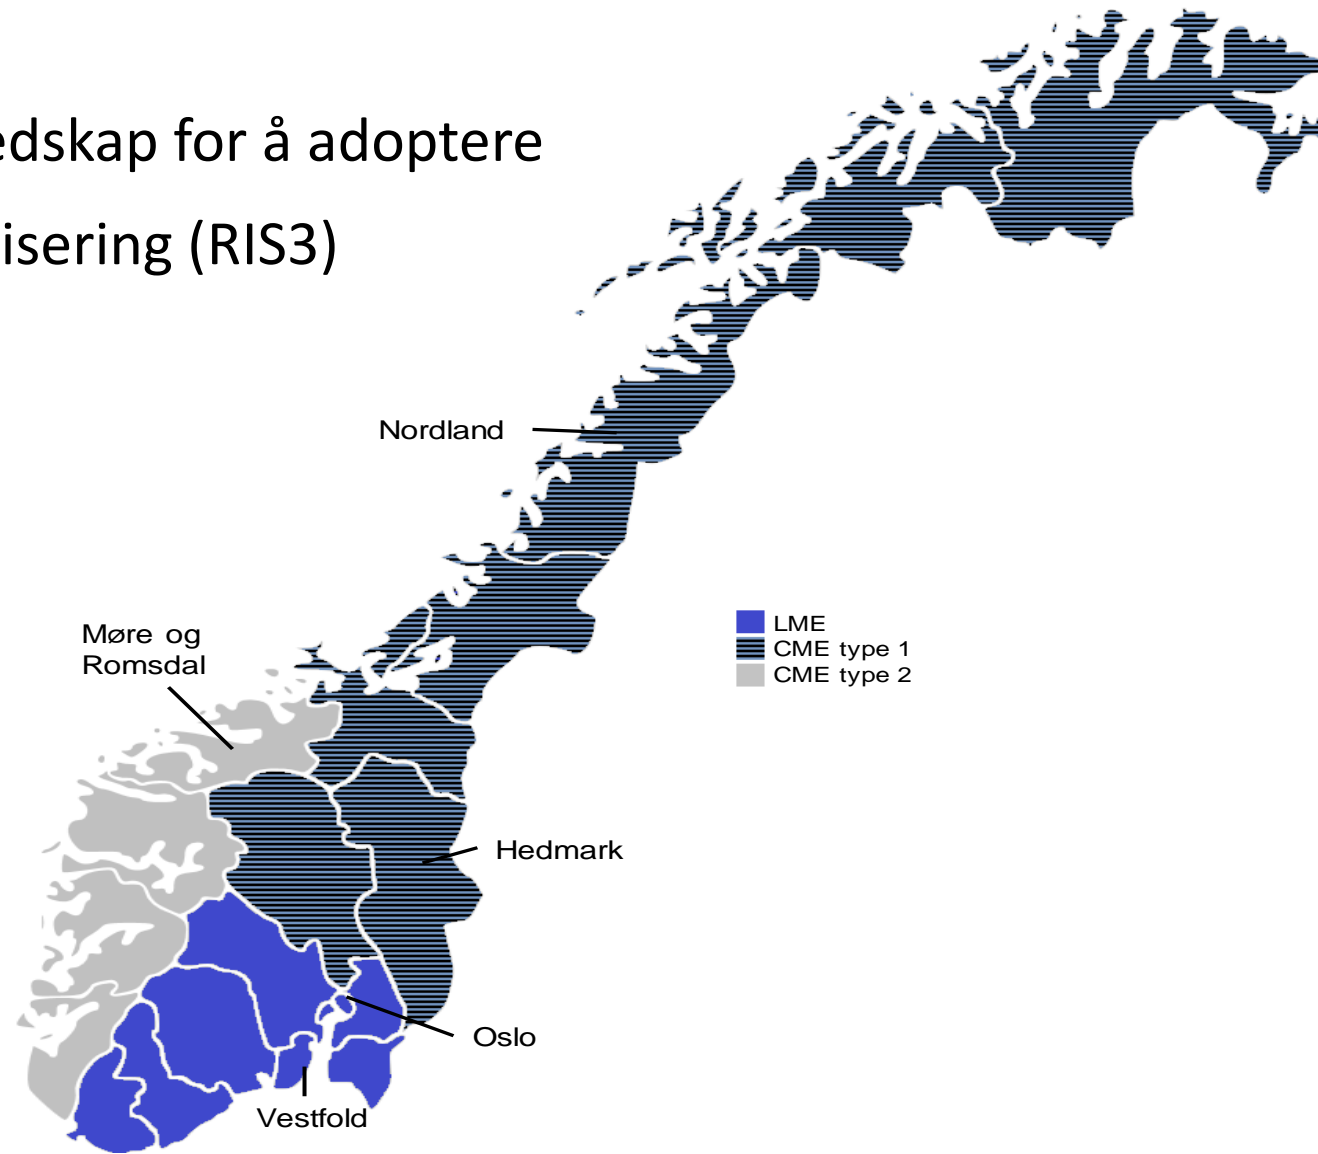 edskap for å adoptere
isering (RIS3)
Nordland
Møre og
Romsdal
LME
CME type 1
CME type 2
Hedmark
Oslo
Vestfold